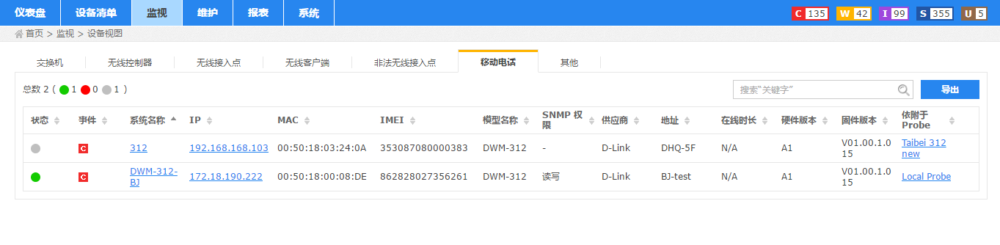 仪表盘 设备清单 监视 维护 报表 系统 C 135 W 42 I 99 S 355 U 5
首页 > 监视 > 设备视图
交换机 无线控制器 无线接入点 无线客户端 非法无线接入点 移动电话 其他
总数 2 ( 1 0 1 ) 搜索“关键字” 导出
状态 事件 系统名称 IP MAC IMEI 模型名称 SNMP 权限 供应商 地址 在线时长 硬件版本 固件版本 依附于 Probe
C 312 192.168.168.103 00:50:18:03:24:0A 353087080000383 DWM-312 - D-Link DHQ-5F N/A A1 V01.00.1.015 Taibei 312 new
C DWM-312-BJ 172.18.190.222 00:50:18:00:08:DE 862828027356261 DWM-312 读写 D-Link BJ-test N/A A1 V01.00.1.015 Local Probe